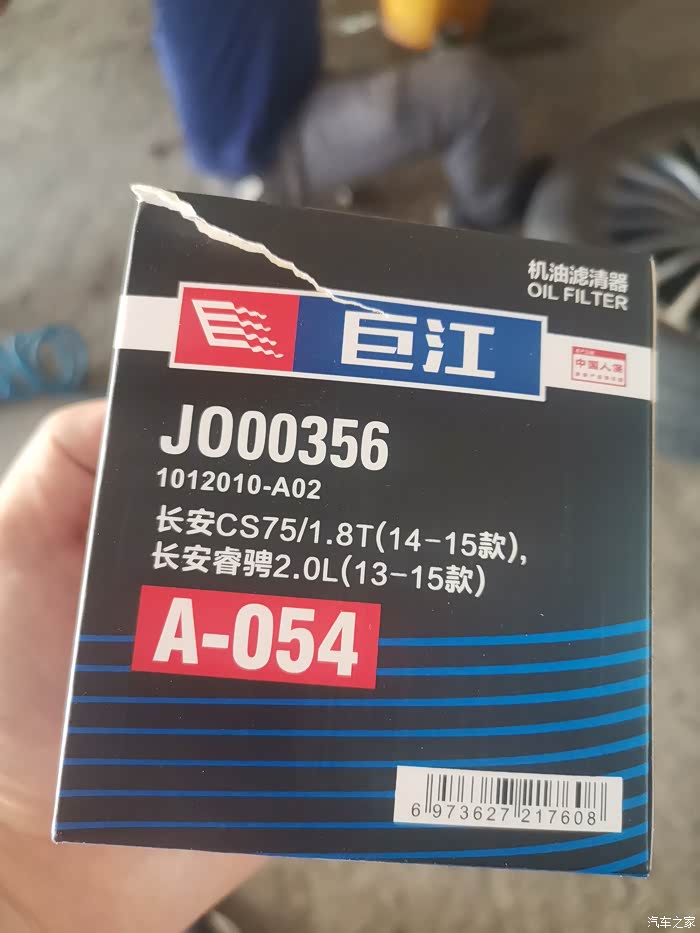 机油滤清器
OIL FILTER
巨江
中国人保
JO00356
1012010-A02
长安CS75/1.8T(14-15款),
长安睿骋2.0L(13-15款)
A-054
6 973627 217608
汽车之家